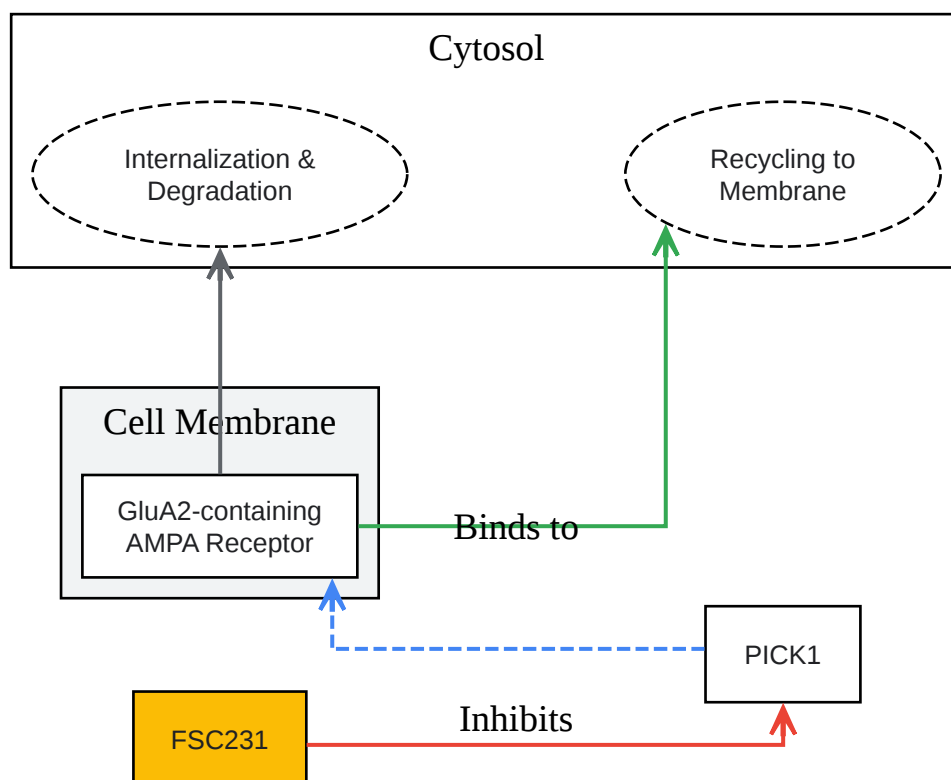 Cytosol
Internalization &
Degradation
Recycling to
Membrane
Cell Membrane
GluA2-containing
AMPA Receptor
Binds to
PICK1
Inhibits
FSC231